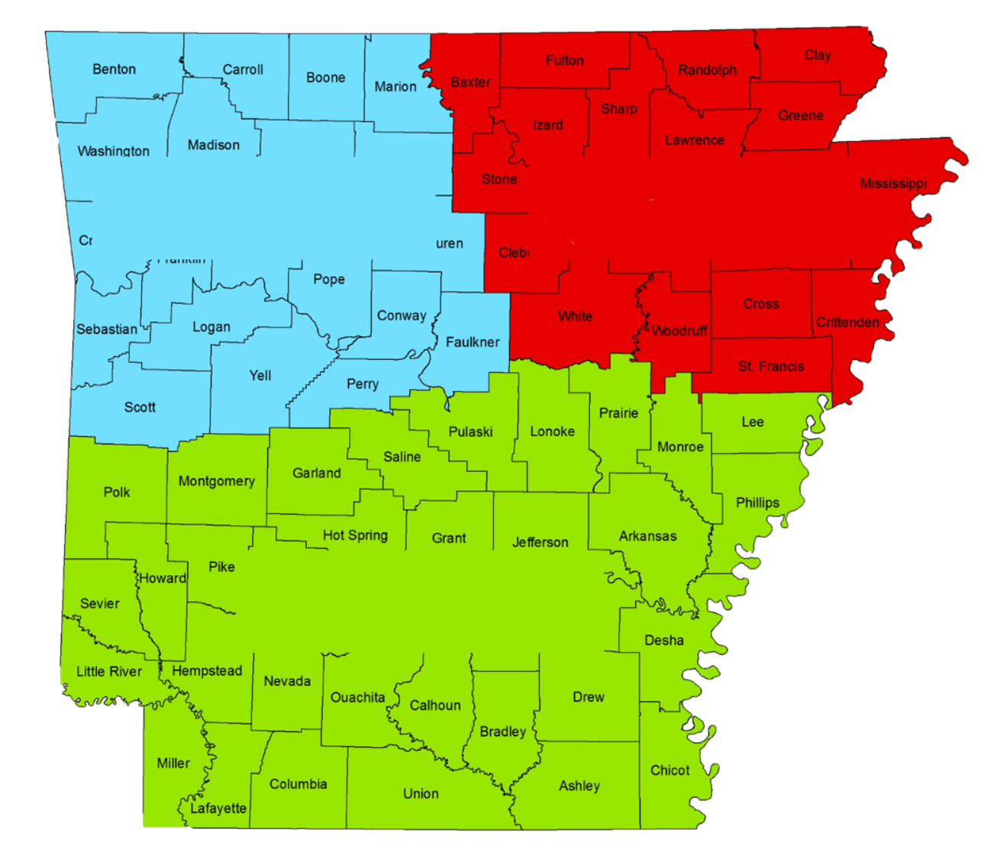 Benton
Carroll
Boone
Marion
Baxter
Fulton
Randolph
Clay
Washington
Madison
Izard
Sharp
Lawrence
Greene
Stone
Mississippi
Cr
uren
Cleb
Franklin
Pope
Sebastian
Logan
Conway
Faulkner
White
Woodruff
Cross
Crittenden
Yell
Perry
St. Francis
Scott
Pulaski
Lonoke
Prairie
Monroe
Lee
Polk
Montgomery
Garland
Saline
Phillips
Hot Spring
Grant
Jefferson
Arkansas
Pike
Howard
Sevier
Desha
Little River
Hempstead
Nevada
Ouachita
Calhoun
Bradley
Drew
Miller
Lafayette
Columbia
Union
Ashley
Chicot